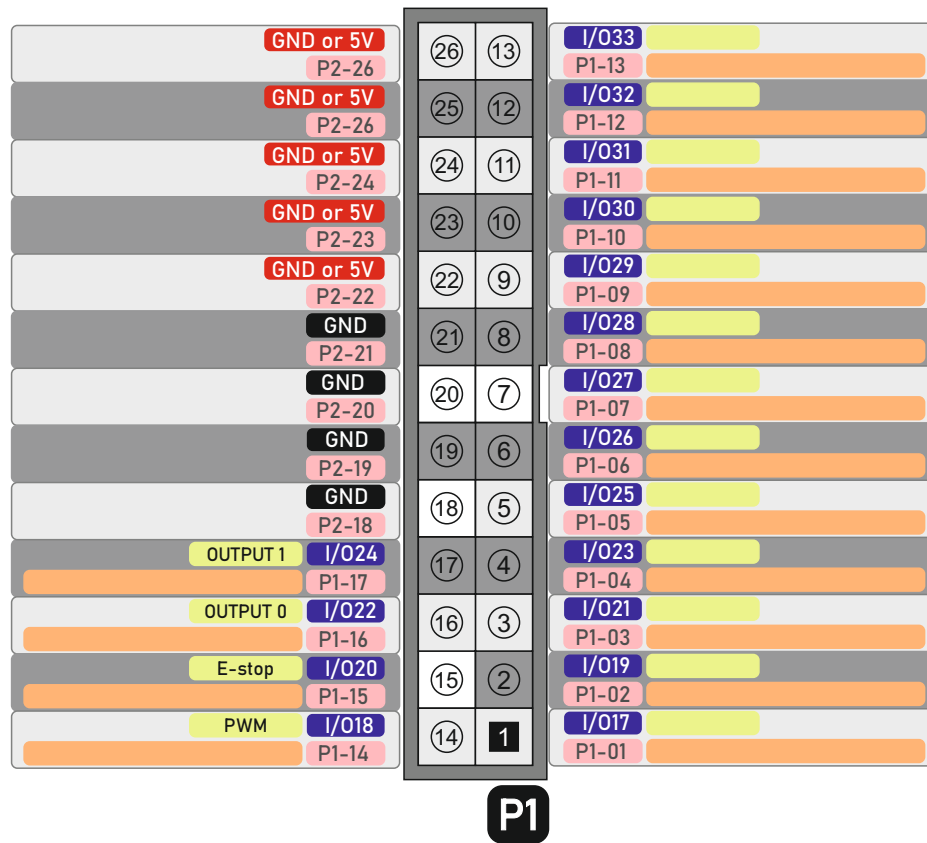 GND or 5V 26 13 I/O33
P2-26 P1-13
GND or 5V 25 12 I/O32
P2-26 P1-12
GND or 5V 24 11 I/O31
P2-24 P1-11
GND or 5V 23 10 I/O30
P2-23 P1-10
GND or 5V 22 9 I/O29
P2-22 P1-09
GND 21 8 I/O28
P2-21 P1-08
GND 20 7 I/O27
P2-20 P1-07
GND 19 6 I/O26
P2-19 P1-06
GND 18 5 I/O25
P2-18 P1-05
OUTPUT 1 I/O24 17 4 I/O23
P1-17 P1-04
OUTPUT 0 I/O22 16 3 I/O21
P1-16 P1-03
E-stop I/O20 15 2 I/O19
P1-15 P1-02
PWM I/O18 14 1 I/O17
P1-14 P1-01
P1